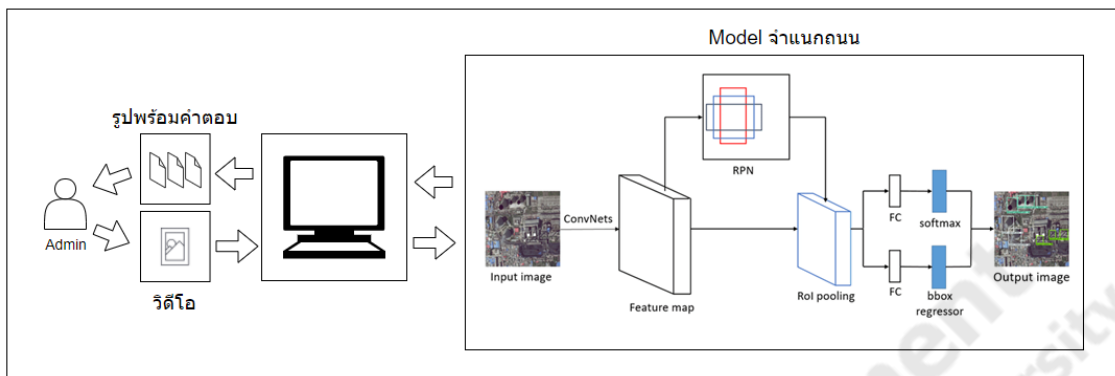 Model จำแนกถนน
รูปพร้อมคำตอบ
Admin
วิดีโอ
Input image
ConvNets
Feature map
RPN
RoI pooling
FC
softmax
FC
bbox
regressor
Output image